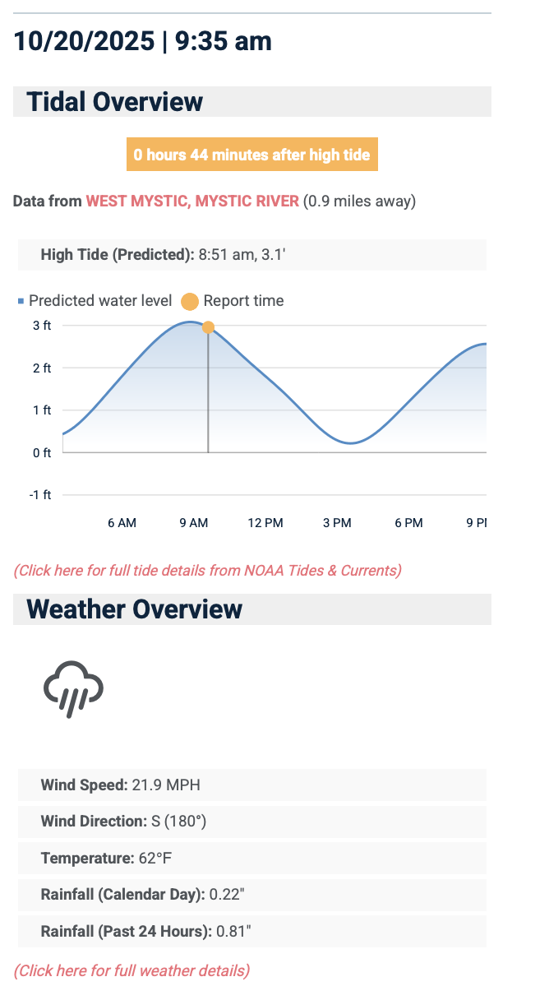 10/20/2025 | 9:35 am
Tidal Overview
0 hours 44 minutes after high tide
Data from WEST MYSTIC, MYSTIC RIVER (0.9 miles away)
High Tide (Predicted): 8:51 am, 3.1'
Predicted water level Report time
3 ft
2 ft
1 ft
0 ft
-1 ft
6 AM 9 AM 12 PM 3 PM 6 PM 9 PM
(Click here for full tide details from NOAA Tides & Currents)
Weather Overview
Wind Speed: 21.9 MPH
Wind Direction: S (180°)
Temperature: 62°F
Rainfall (Calendar Day): 0.22"
Rainfall (Past 24 Hours): 0.81"
(Click here for full weather details)